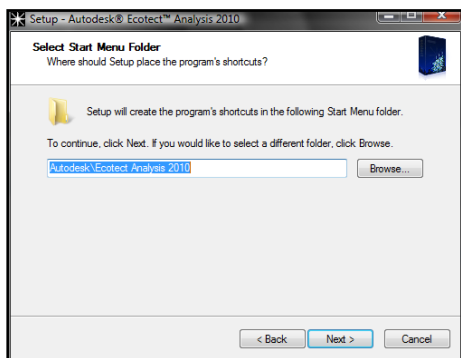 Setup - Autodesk® Ecotect™ Analysis 2010
Select Start Menu Folder
Where should Setup place the program's shortcuts?
Setup will create the program's shortcuts in the following Start Menu folder.
To continue, click Next. If you would like to select a different folder, click Browse.
Autodesk\Ecotect Analysis 2010
Browse...
< Back
Next >
Cancel